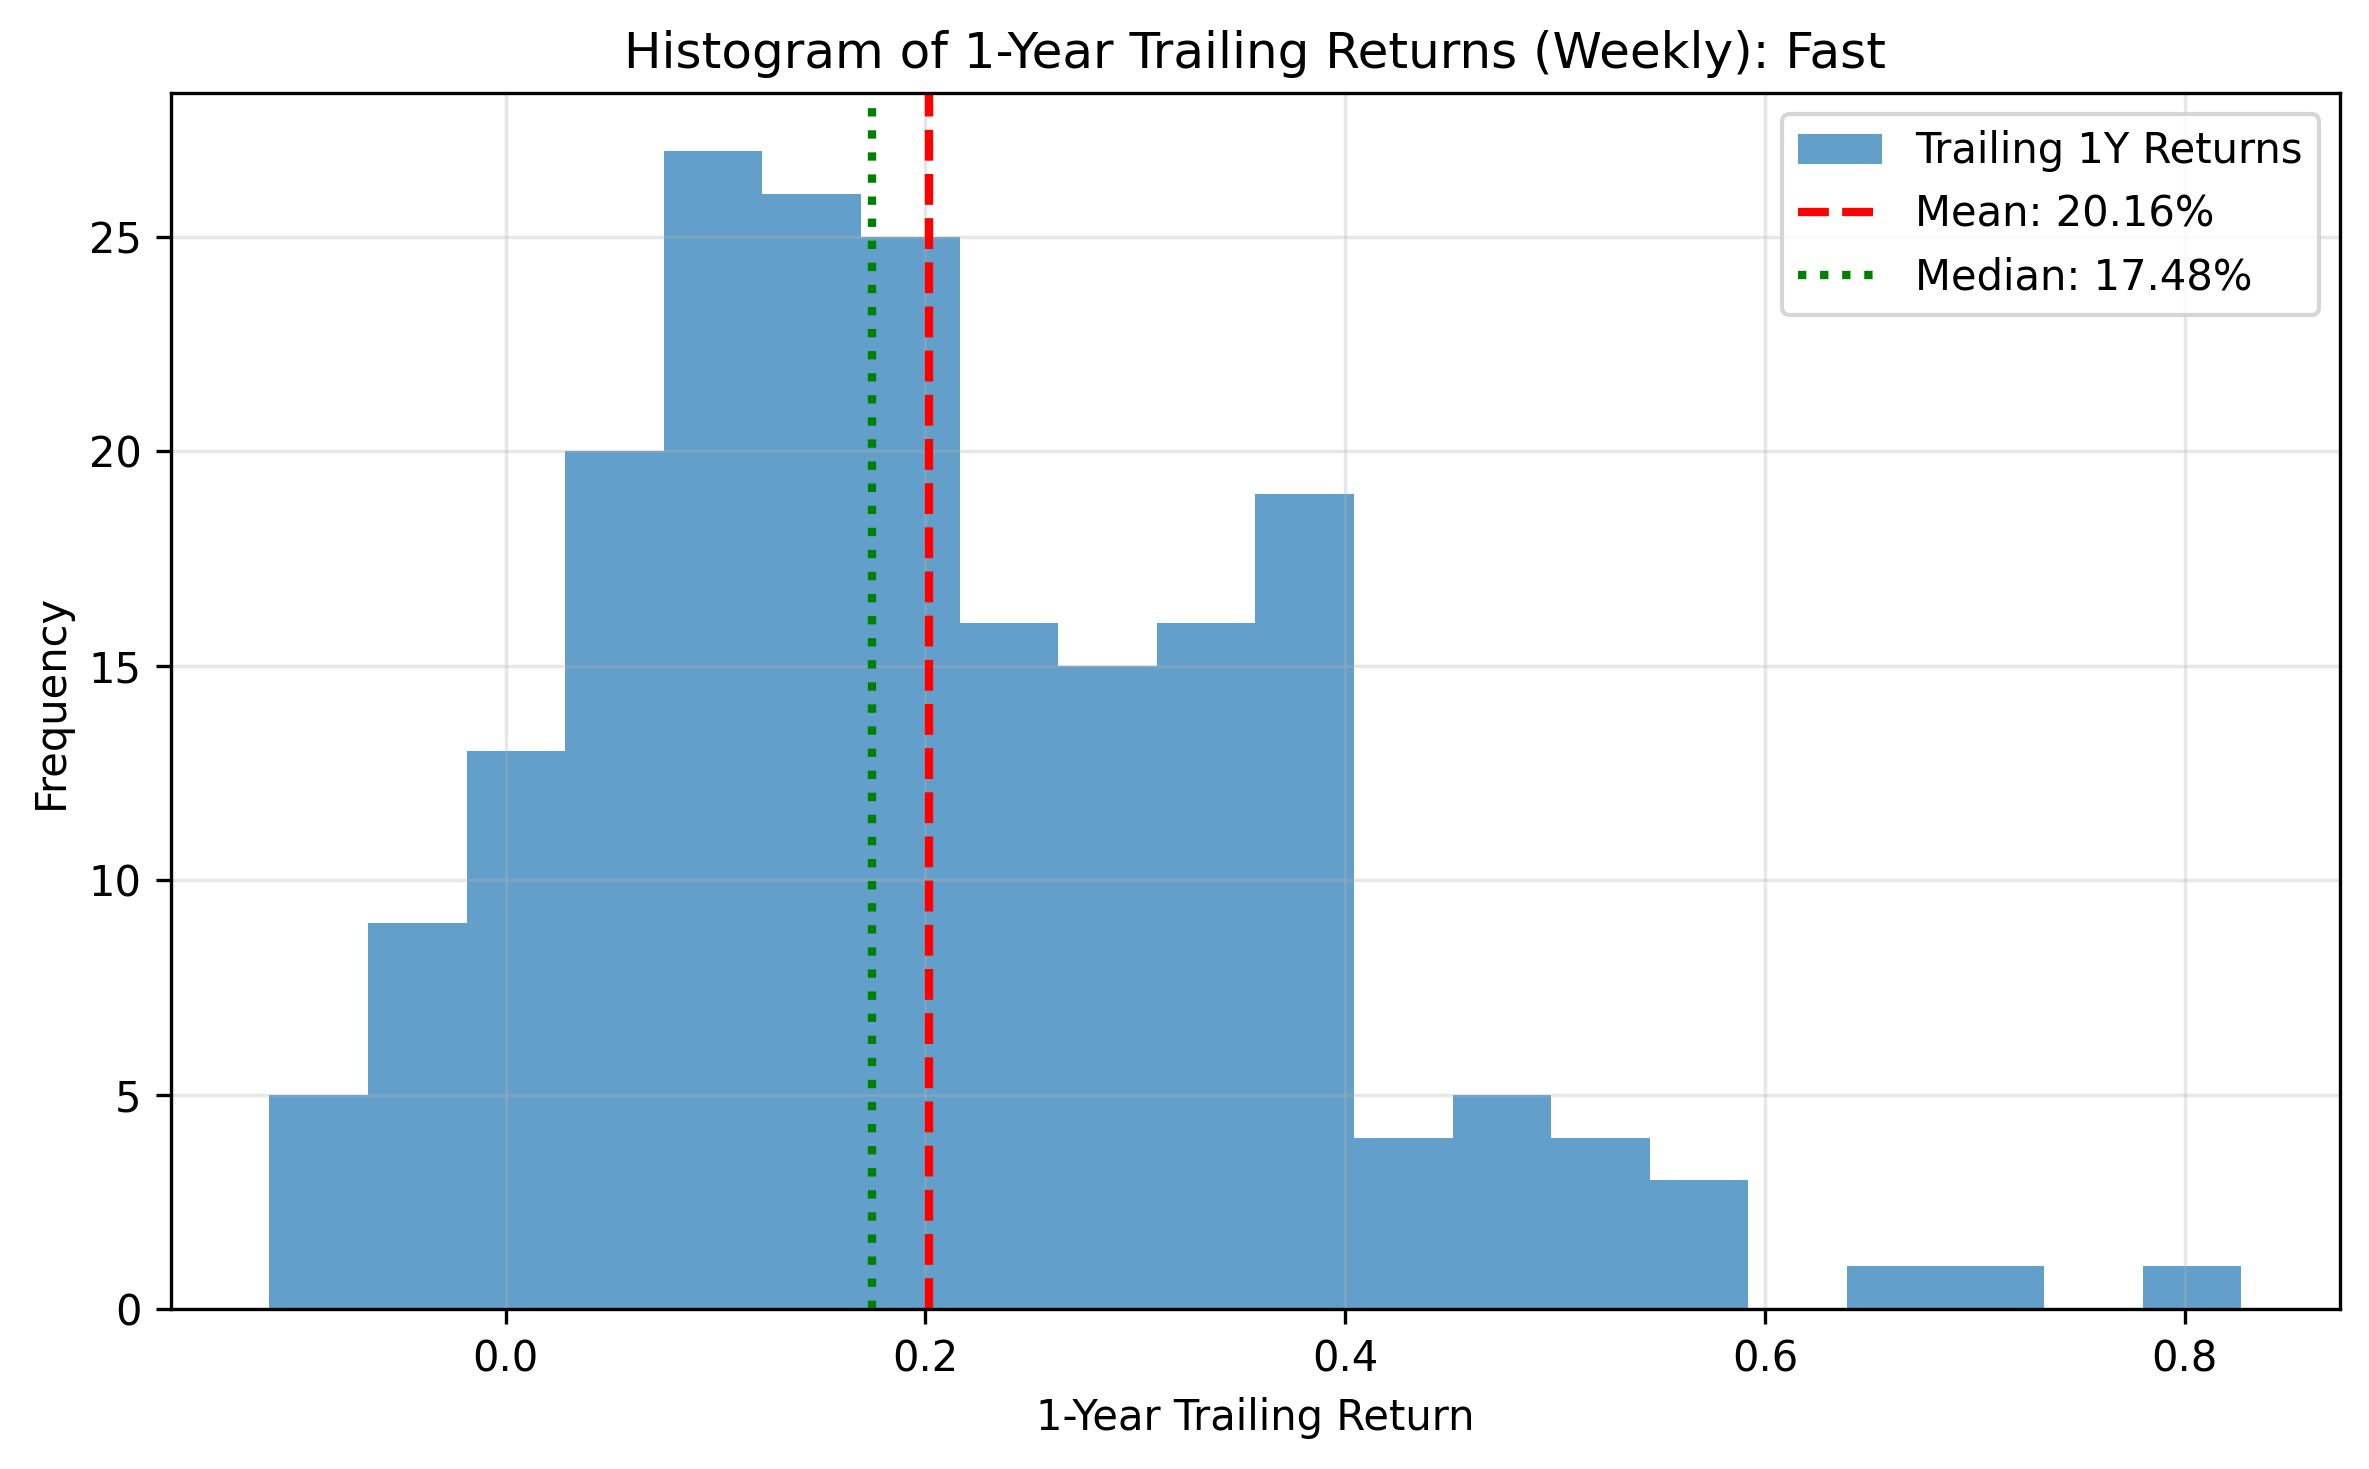 Histogram of 1-Year Trailing Returns (Weekly): Fast
Trailing 1Y Returns
Mean: 20.16%
Median: 17.48%
Frequency
25
20
15
10
5
0
0.0 0.2 0.4 0.6 0.8
1-Year Trailing Return